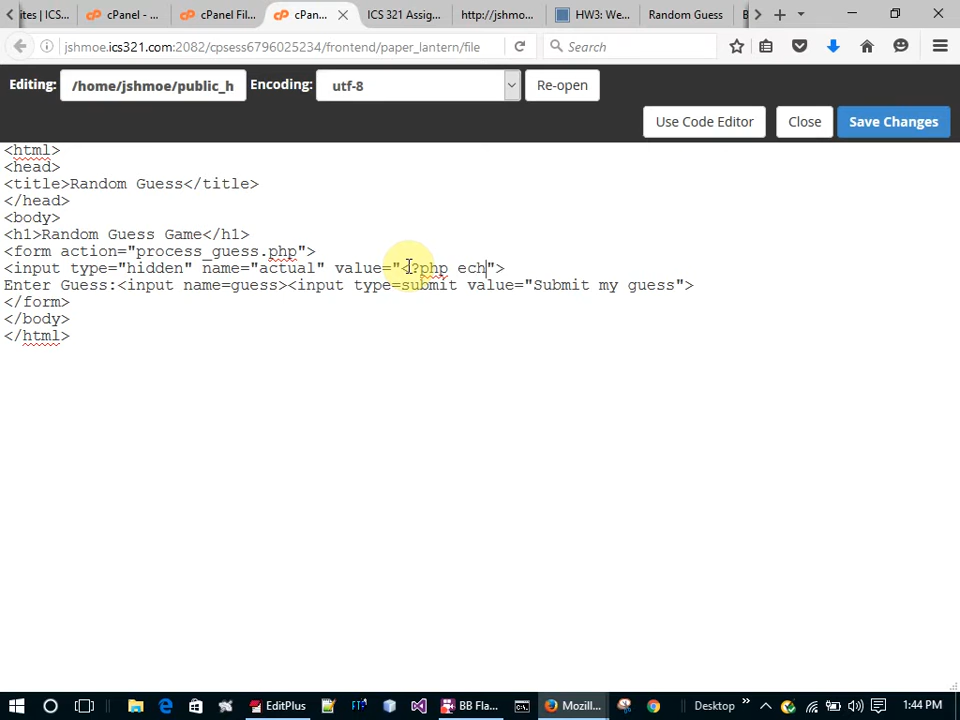 ites | ICS...
cPanel - ...
cPanel Fil...
cPan...
ICS 321 Assig...
http://jshmo...
HW3: We...
Random Guess
jshmoe.ics321.com:2082/cpsess6796025234/frontend/paper_lantern/file
Search
Editing:
/home/jshmoe/public_h
Encoding:
utf-8
Re-open
Use Code Editor
Close
Save Changes
<html>
<head>
<title>Random Guess</title>
</head>
<body>
<h1>Random Guess Game</h1>
<form action="process_guess.php">
<input type="hidden" name="actual" value="<?php ech">
Enter Guess:<input name=guess><input type=submit value="Submit my guess">
</form>
</body>
</html>
EditPlus
BB Fla...
Mozill...
Desktop
1:44 PM